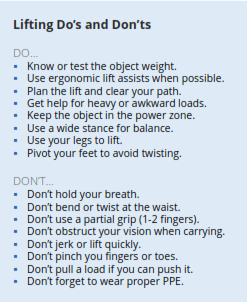 Lifting Do's and Don'ts
DO...
Know or test the object weight.
Use ergonomic lift assists when possible.
Plan the lift and clear your path.
Get help for heavy or awkward loads.
Keep the object in the power zone.
Use a wide stance for balance.
Use your legs to lift.
Pivot your feet to avoid twisting.
DON'T...
Don't hold your breath.
Don't bend or twist at the waist.
Don't use a partial grip (1-2 fingers).
Don't obstruct your vision when carrying.
Don't jerk or lift quickly.
Don't pinch you fingers or toes.
Don't pull a load if you can push it.
Don't forget to wear proper PPE.